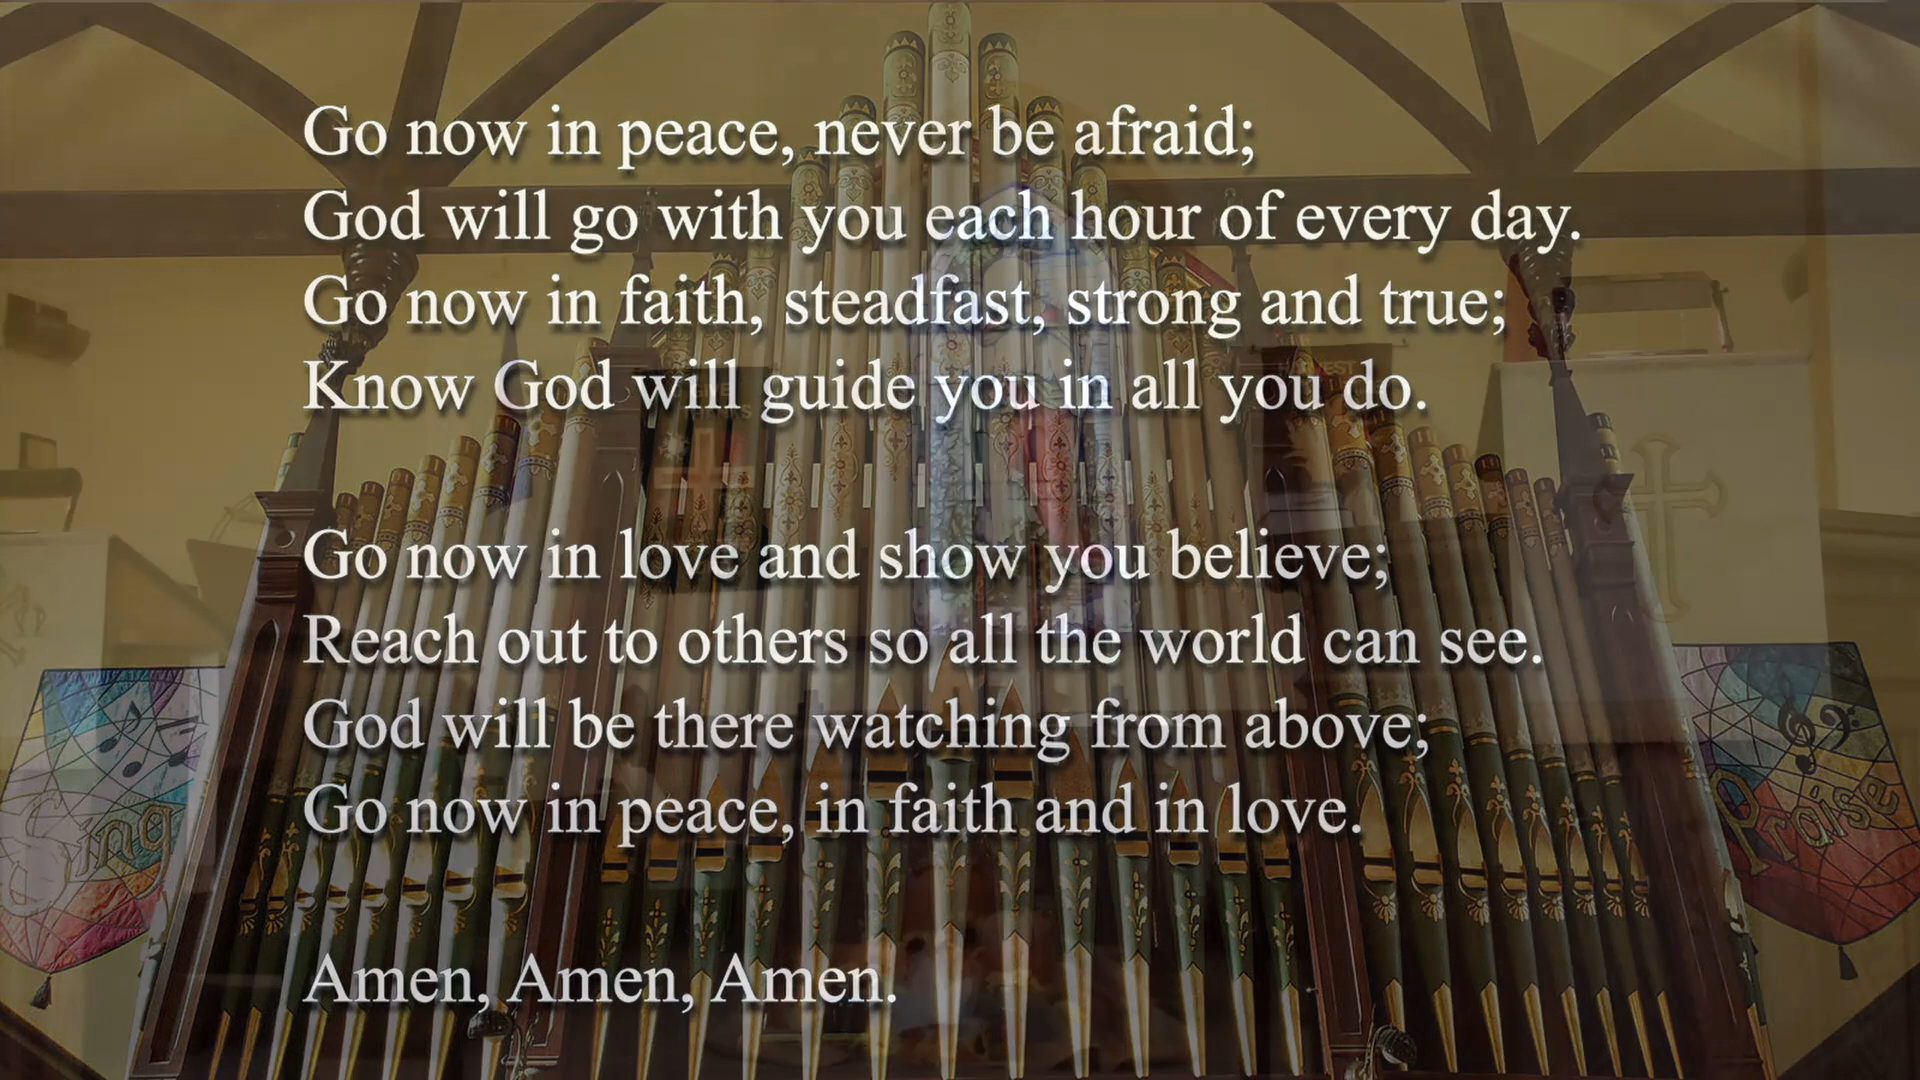 Go now in peace, never be afraid;
God will go with you each hour of every day.
Go now in faith, steadfast, strong and true;
Know God will guide you in all you do.
Go now in love and show you believe;
Reach out to others so all the world can see.
God will be there watching from above;
Go now in peace, in faith and in love.
Amen, Amen, Amen.
Sing
Praise